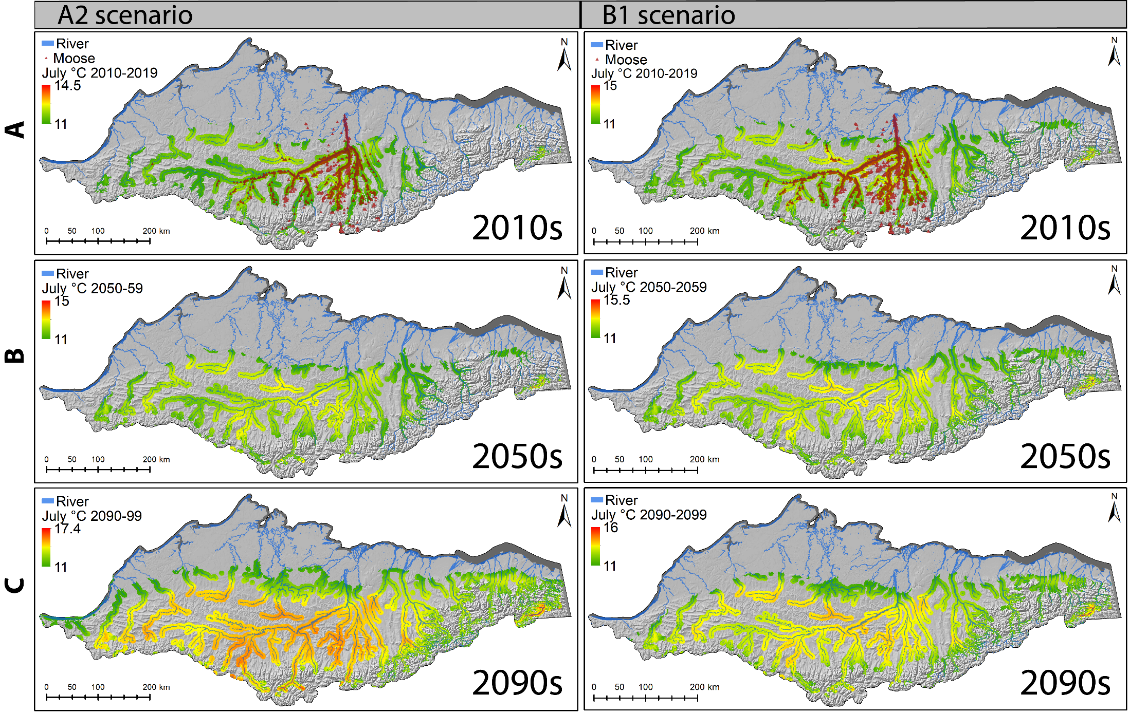 A2 scenario
B1 scenario
A
River
Moose
July °C 2010-2019
14.5
11
N
0 50 100 200 km
2010s
River
Moose
July °C 2010-2019
15
11
N
0 50 100 200 km
2010s
B
River
July °C 2050-59
15
11
N
0 50 100 200 km
2050s
River
July °C 2050-2059
15.5
11
N
0 50 100 200 km
2050s
C
River
July °C 2090-99
17.4
11
N
0 50 100 200 km
2090s
River
July °C 2090-2099
16
11
N
0 50 100 200 km
2090s